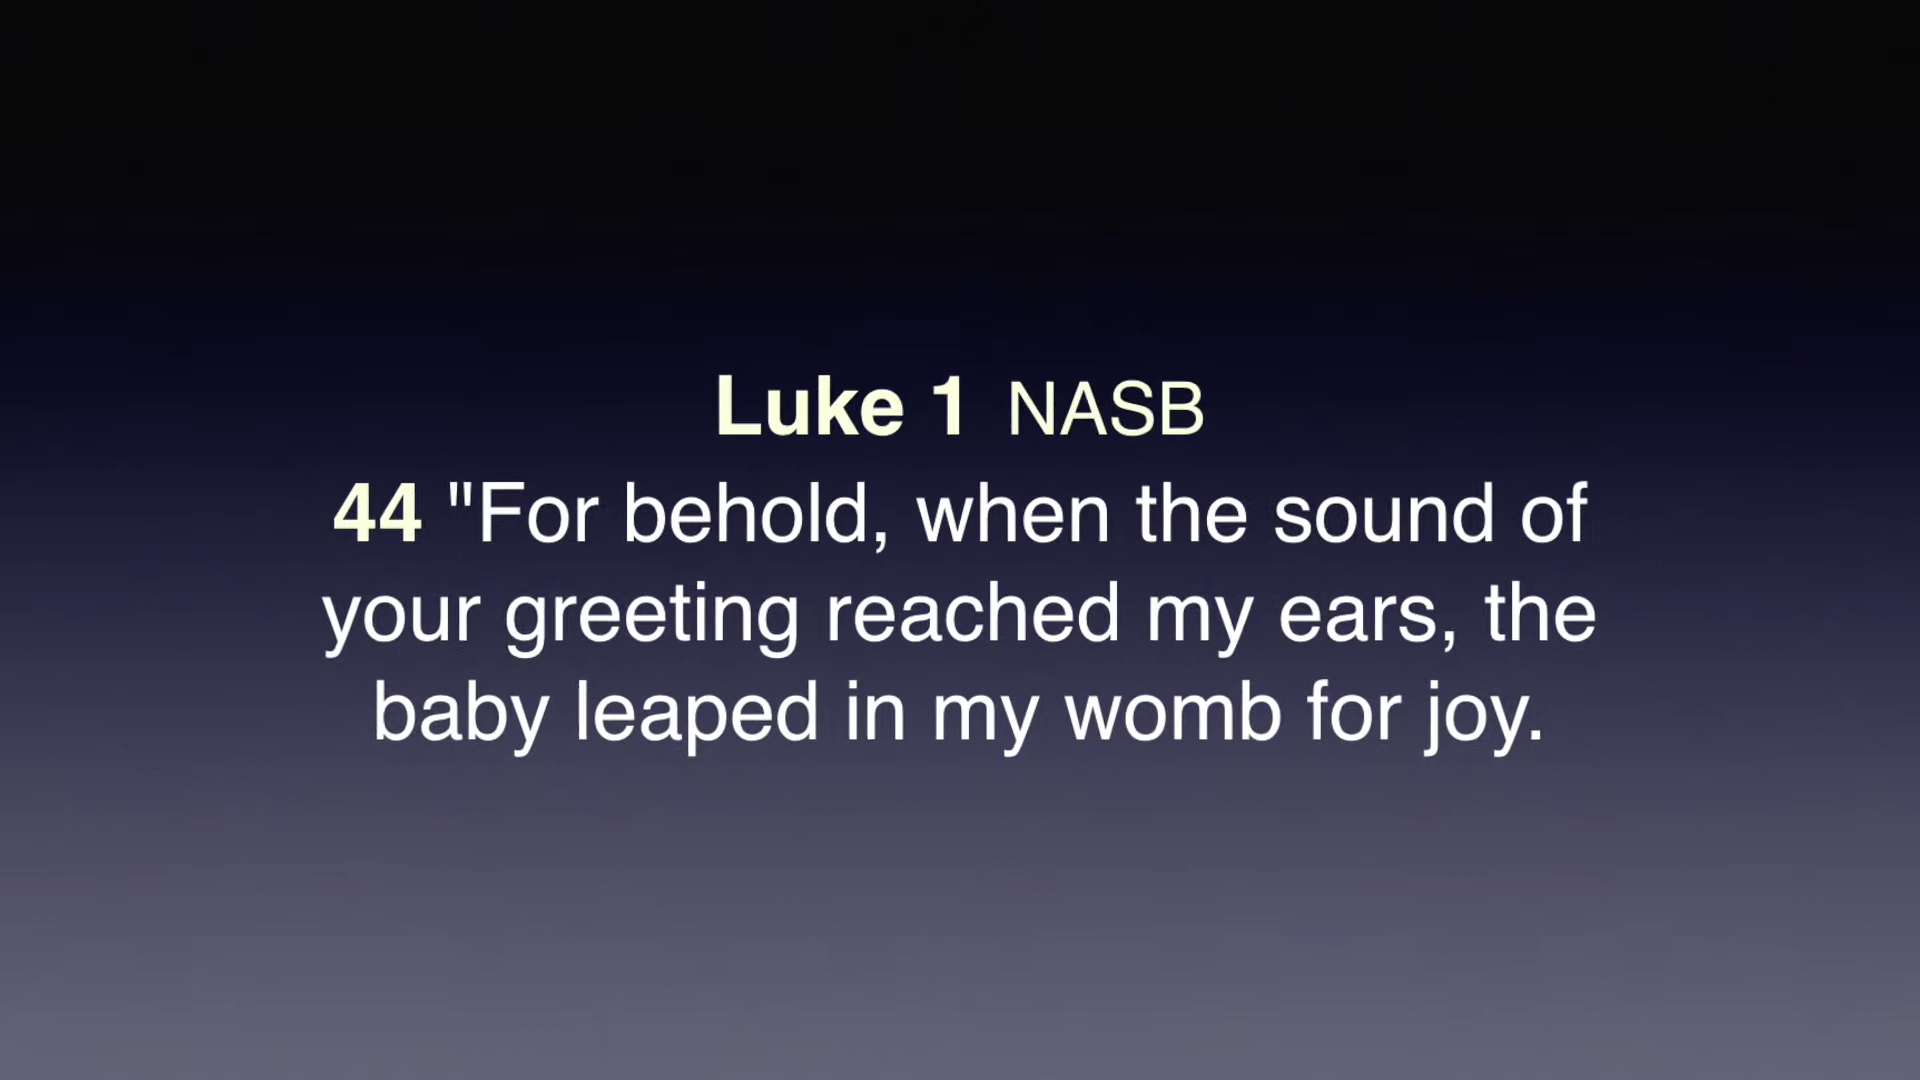 Luke 1 NASB
44 "For behold, when the sound of
your greeting reached my ears, the
baby leaped in my womb for joy.